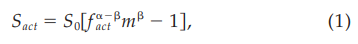 S_act = S_0[f_act^{α−β} m^β − 1], (1)